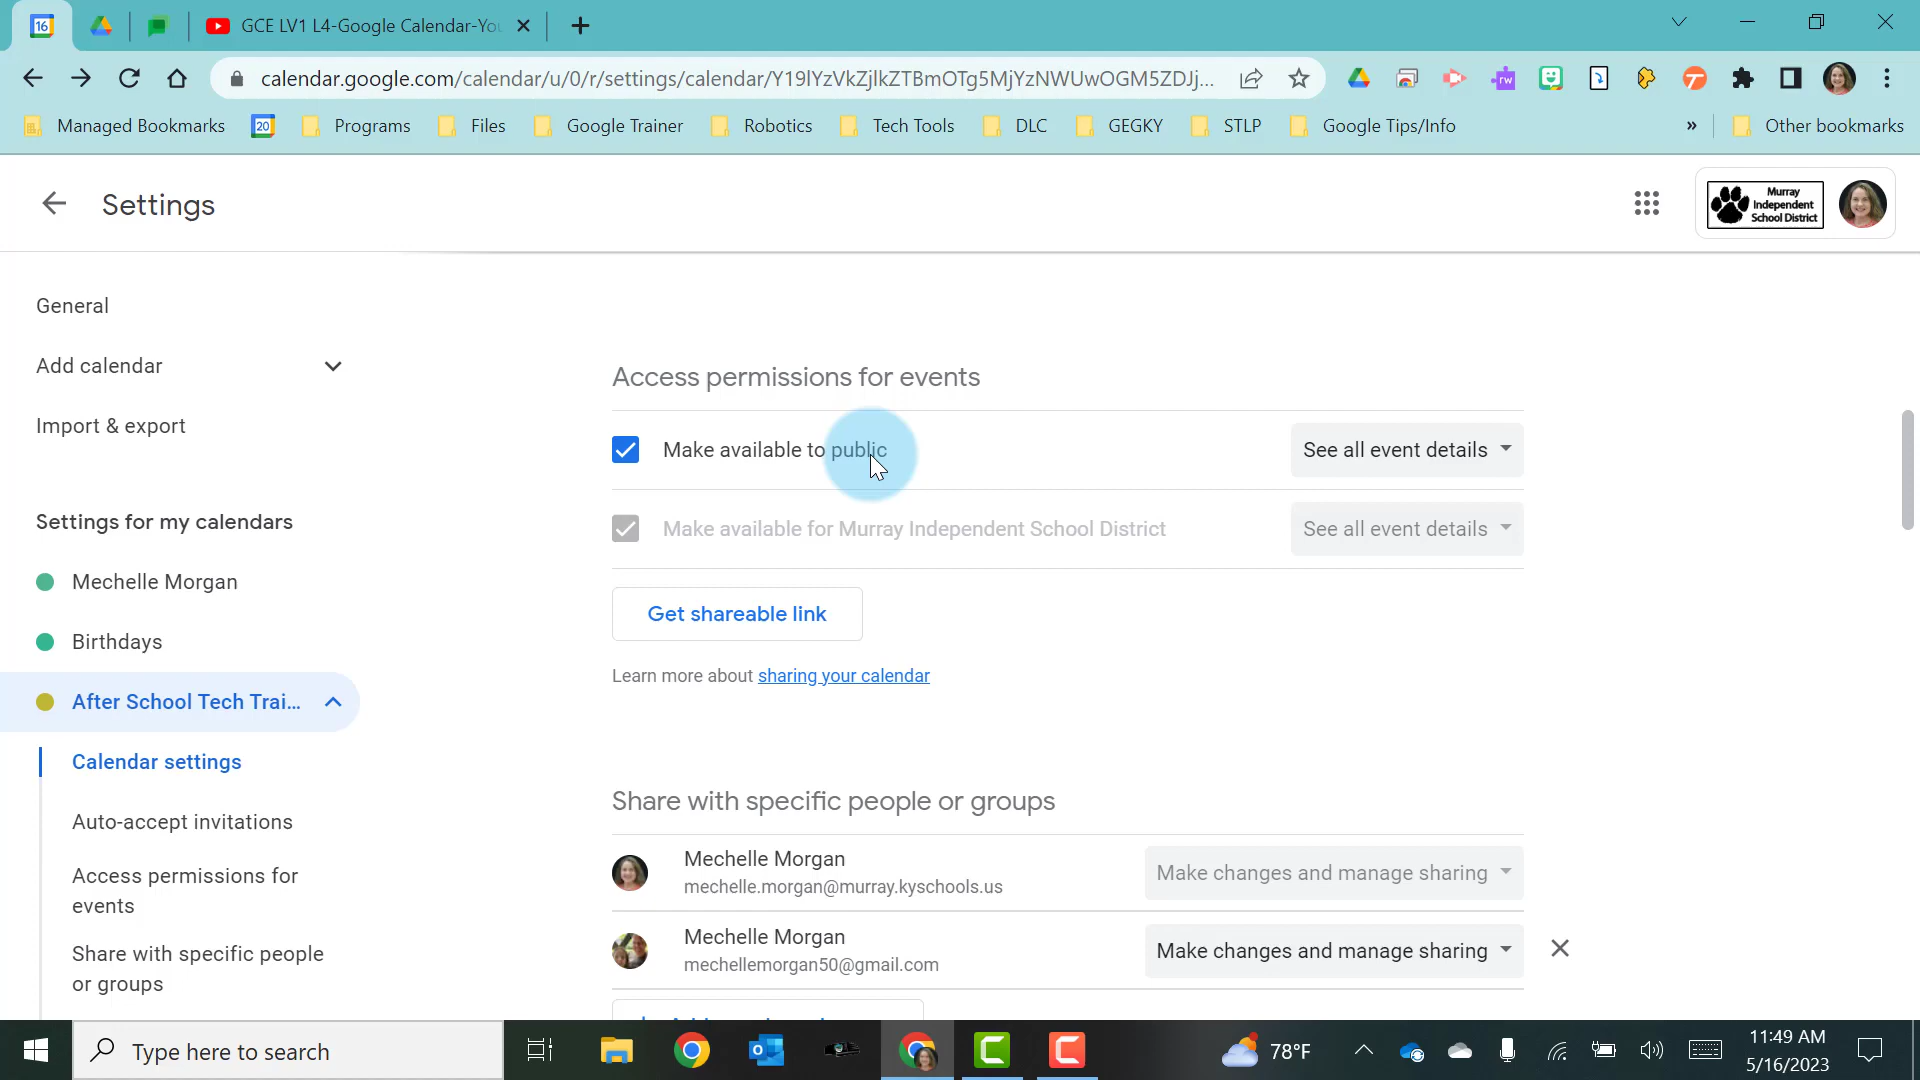 16
GCE LV1 L4-Google Calendar-You
calendar.google.com/calendar/u/0/r/settings/calendar/Y19lYzVkZjlkZTBmOTg5MjYzNWUwOGM5ZDJj...
rw
Managed Bookmarks
20
Programs
Files
Google Trainer
Robotics
Tech Tools
DLC
GEGKY
STLP
Google Tips/Info
»
Other bookmarks
Settings
Murray
Independent
School District
General
Add calendar
Import & export
Settings for my calendars
Mechelle Morgan
Birthdays
After School Tech Trai...
Calendar settings
Auto-accept invitations
Access permissions for
events
Share with specific people
or groups
Access permissions for events
Make available to public
See all event details
Make available for Murray Independent School District
See all event details
Get shareable link
Learn more about sharing your calendar
Share with specific people or groups
Mechelle Morgan
mechelle.morgan@murray.kyschools.us
Make changes and manage sharing
Mechelle Morgan
mechellemorgan50@gmail.com
Make changes and manage sharing
Type here to search
78°F
11:49 AM
5/16/2023